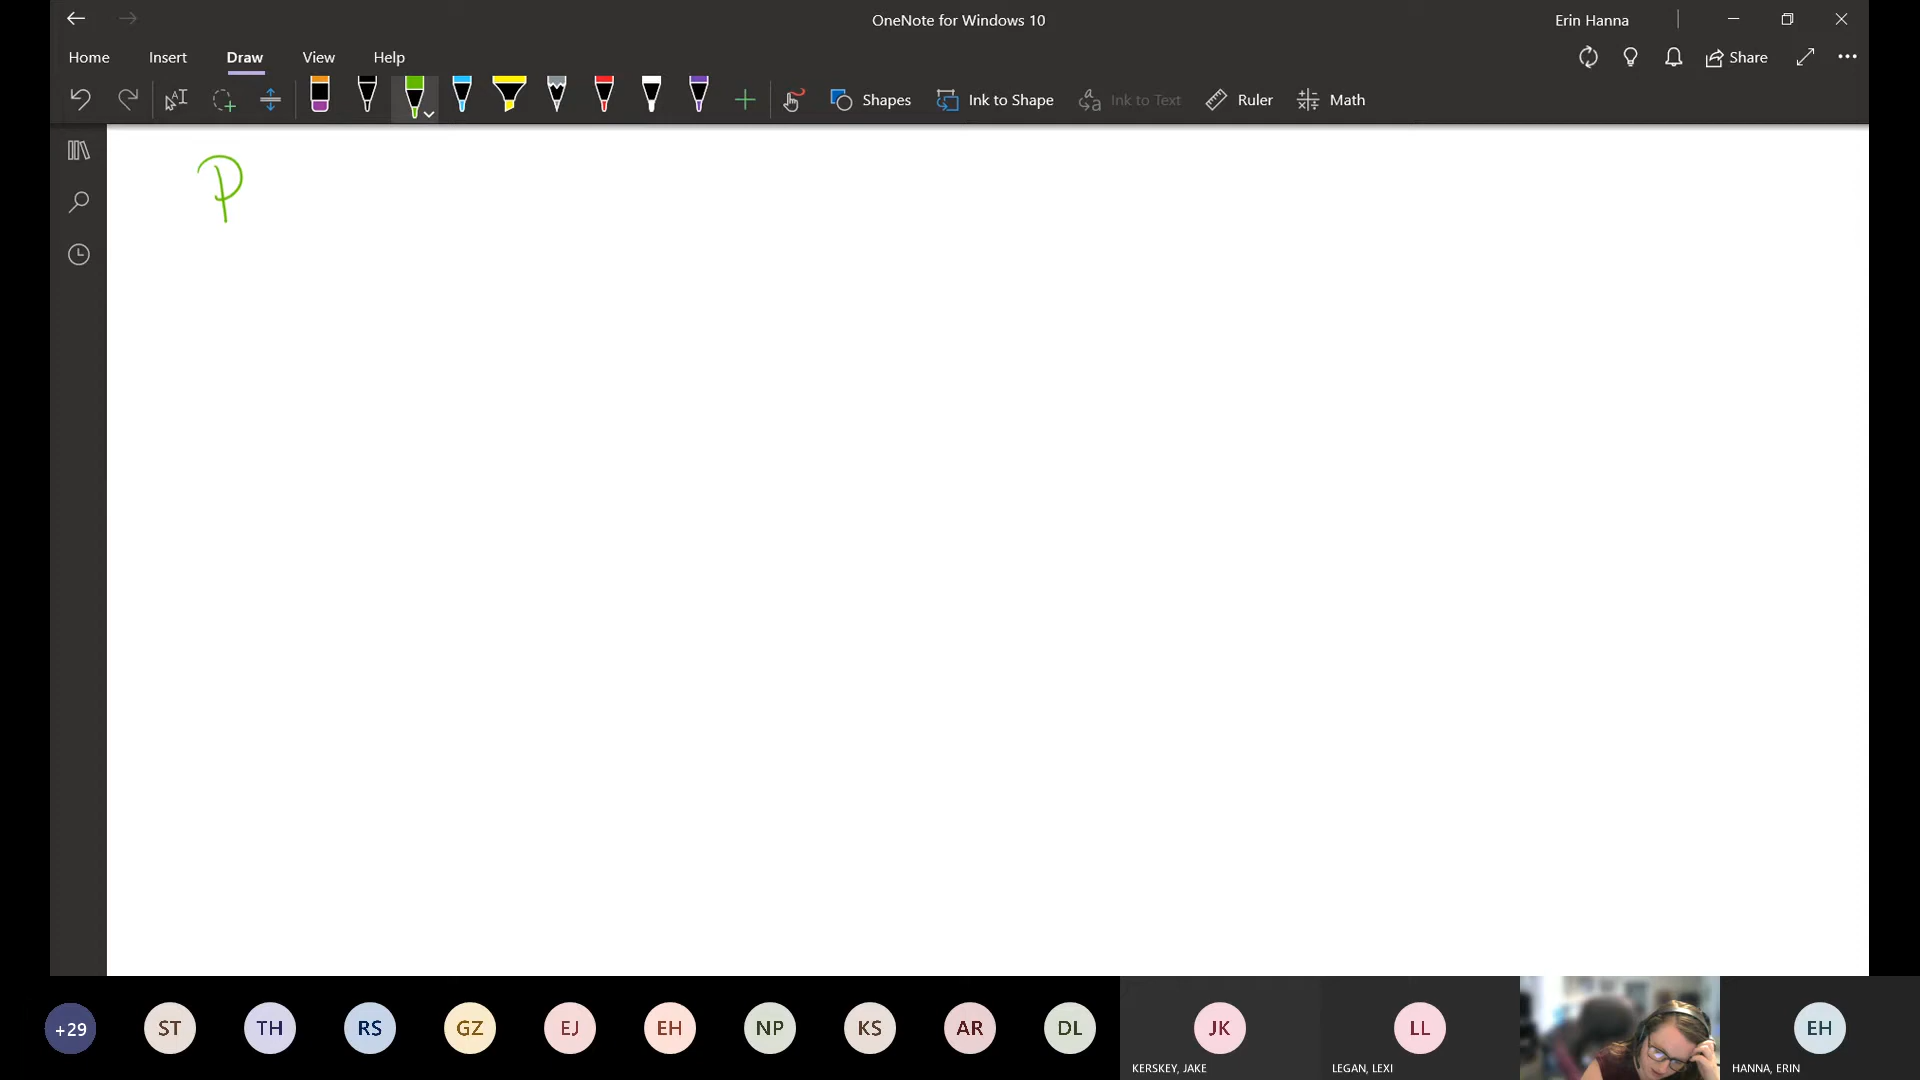 OneNote for Windows 10
Erin Hanna
Home Insert Draw View Help
Share
Shapes Ink to Shape Ink to Text Ruler Math
P
+29 ST TH RS GZ EJ EH NP KS AR DL JK LL EH
KERSKEY, JAKE LEGAN, LEXI HANNA, ERIN